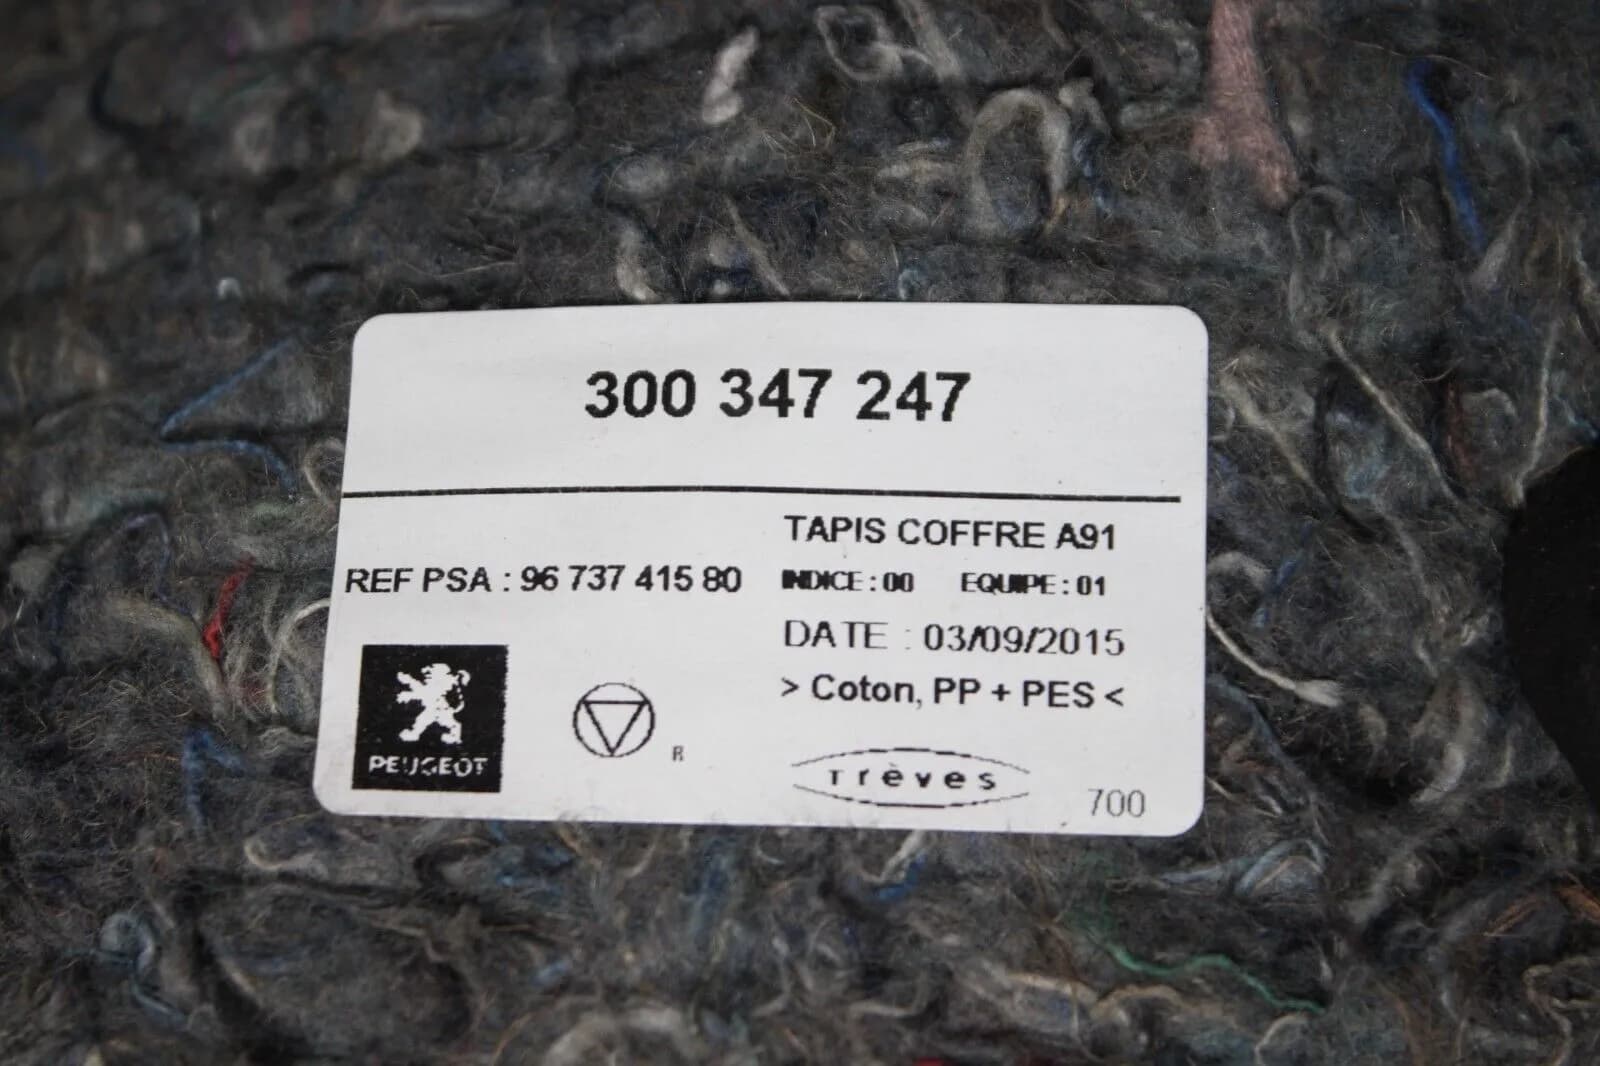 300 347 247
TAPIS COFFRE A91
REF PSA : 96 737 415 80
INDICE : 00 EQUIPE : 01
DATE : 03/09/2015
> Coton, PP + PES <
PEUGEOT
R
Trèves
700